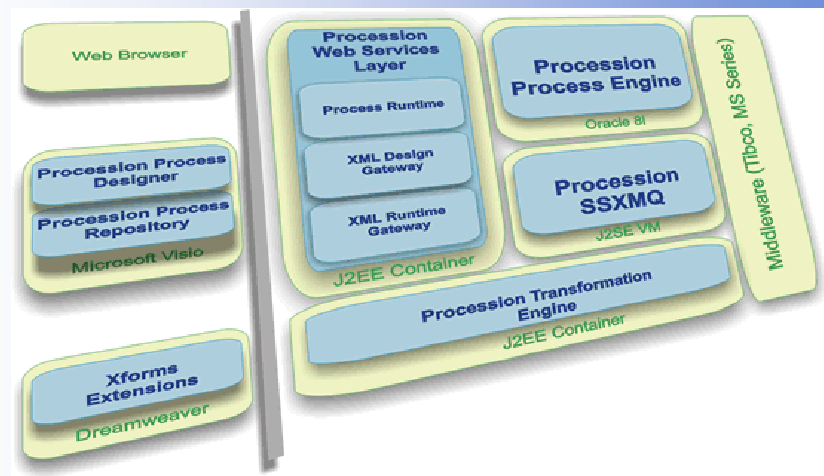 Web Browser
Procession Process
Designer
Procession Process
Repository
Microsoft Visio
Xforms
Extensions
Dreamweaver
Procession
Web Services
Layer
Process Runtime
XML Design
Gateway
XML Runtime
Gateway
J2EE Container
Procession
Process Engine
Oracle 8i
Procession
SSXMQ
J2SE VM
Procession Transformation
Engine
J2EE Container
Middleware (Tibco, MS Series)